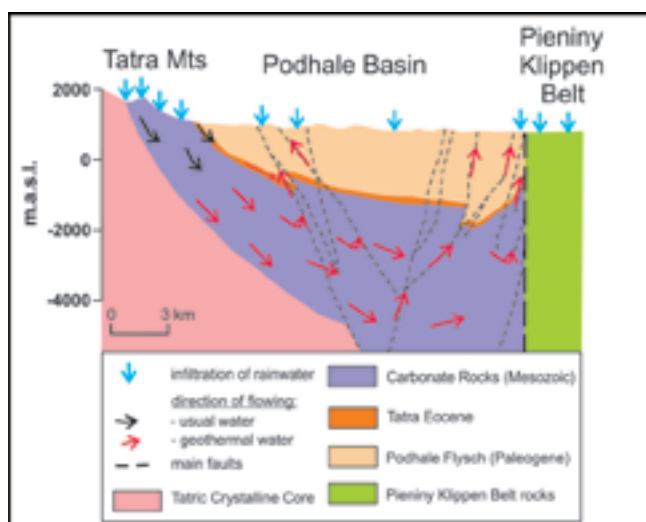 Tatra Mts
Podhale Basin
Pieniny
Klippen
Belt
2000
0
-2000
-4000
m.a.s.l.
0 3 km
infiltration of rainwater
direction of flowing:
- usual water
- geothermal water
main faults
Tatric Crystalline Core
Carbonate Rocks (Mesozoic)
Tatra Eocene
Podhale Flysch (Paleogene)
Pieniny Klippen Belt rocks